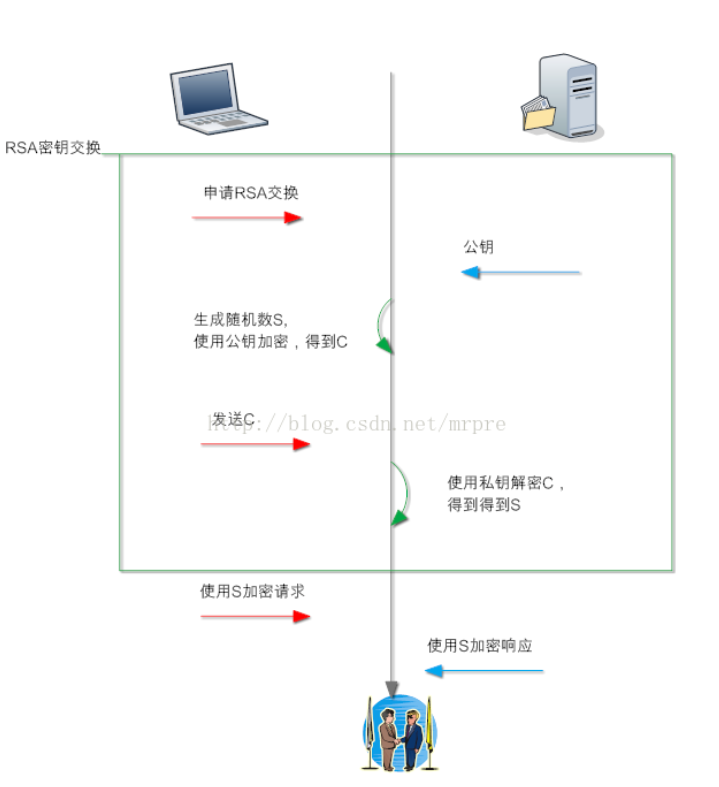 RSA密钥交换
申请RSA交换
公钥
生成随机数S,
使用公钥加密，得到C
发送C
http://blog.csdn.net/mrpre
使用私钥解密C，
得到得到S
使用S加密请求
使用S加密响应